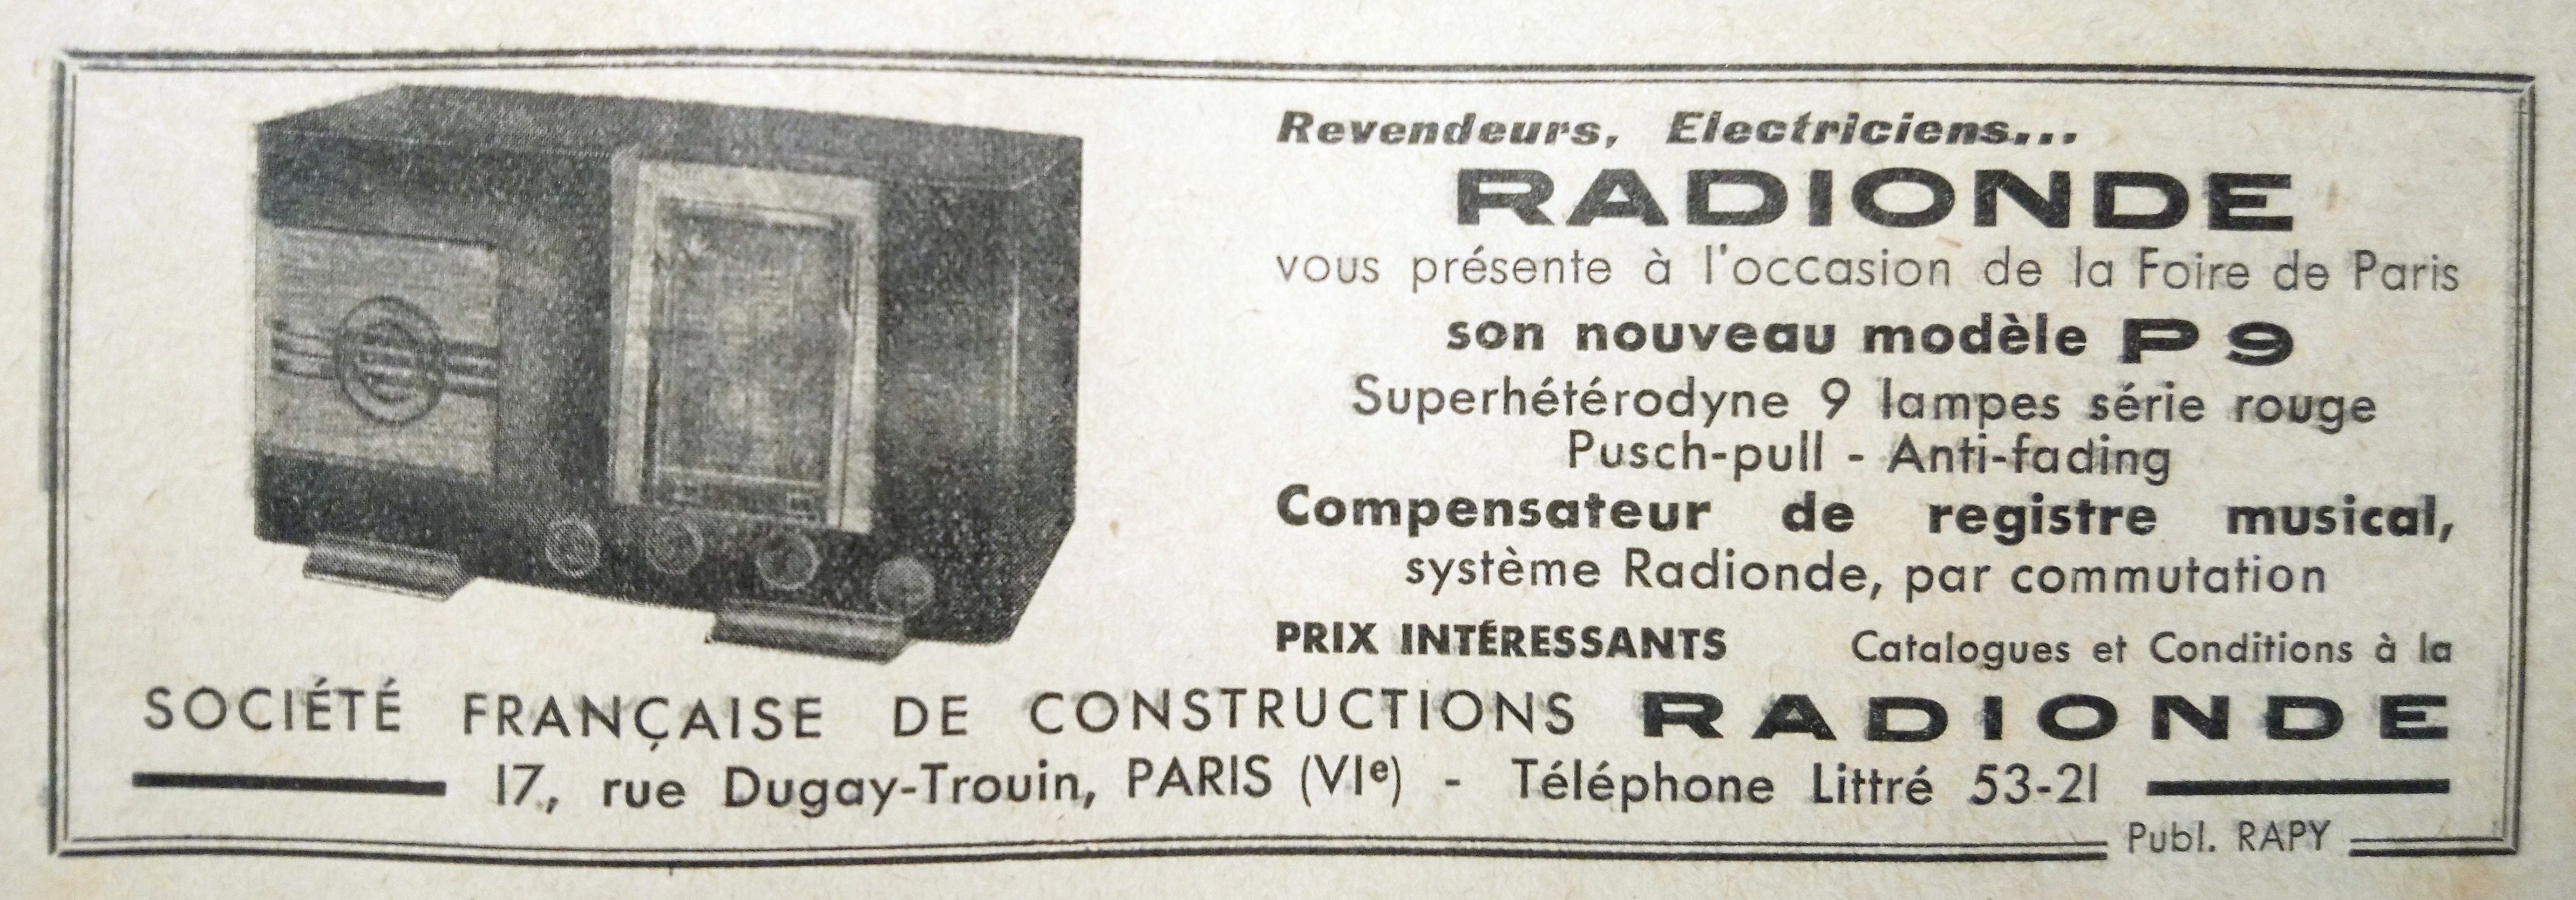 Revendeurs, Electriciens...
RADIONDE
vous présente à l'occasion de la Foire de Paris
son nouveau modèle P 9
Superhétérodyne 9 lampes série rouge
Pusch-pull - Anti-fading
Compensateur de registre musical,
système Radionde, par commutation
PRIX INTÉRESSANTS Catalogues et Conditions à la
SOCIÉTÉ FRANÇAISE DE CONSTRUCTIONS RADIONDE
17, rue Dugay-Trouin, PARIS (VIe) - Téléphone Littré 53-21
Publ. RAPY